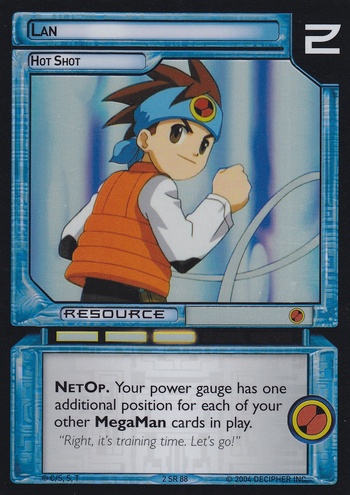 Lan
2
Hot Shot
RESOURCE
NetOp. Your power gauge has one
additional position for each of your
other MegaMan cards in play.
"Right, it's training time. Let's go!"
© C/S, S, T
2 SR 88
© 2004 DECIPHER INC.